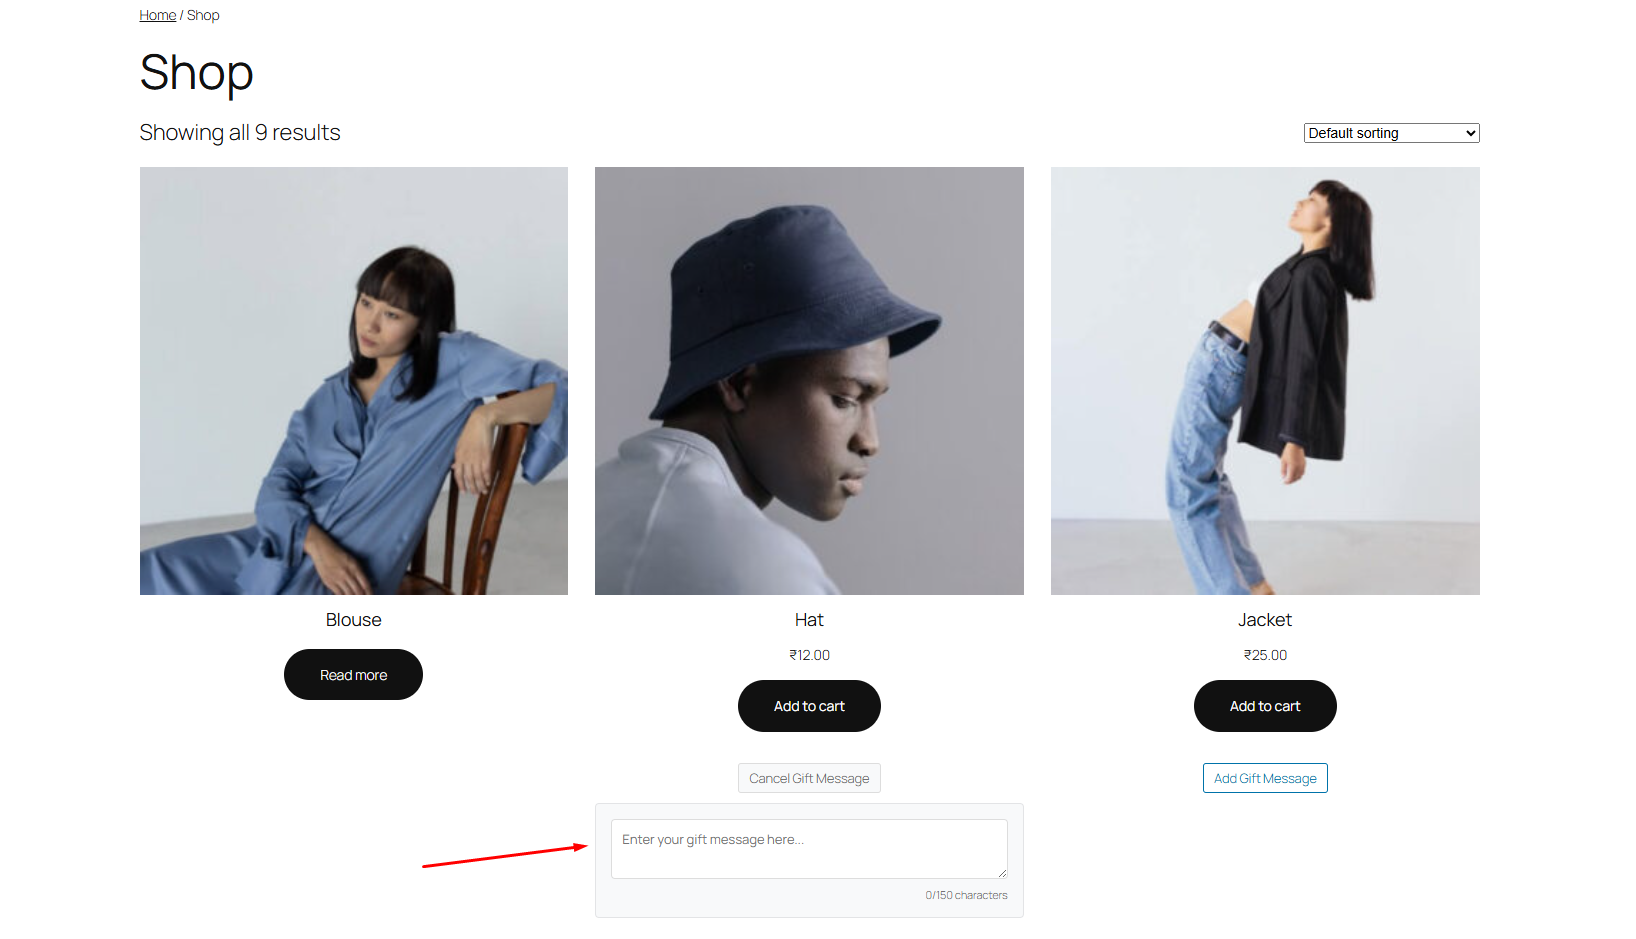 Home / Shop
Shop
Showing all 9 results
Default sorting
Blouse
Read more
Hat
₹12.00
Add to cart
Cancel Gift Message
Enter your gift message here...
0/150 characters
Jacket
₹25.00
Add to cart
Add Gift Message